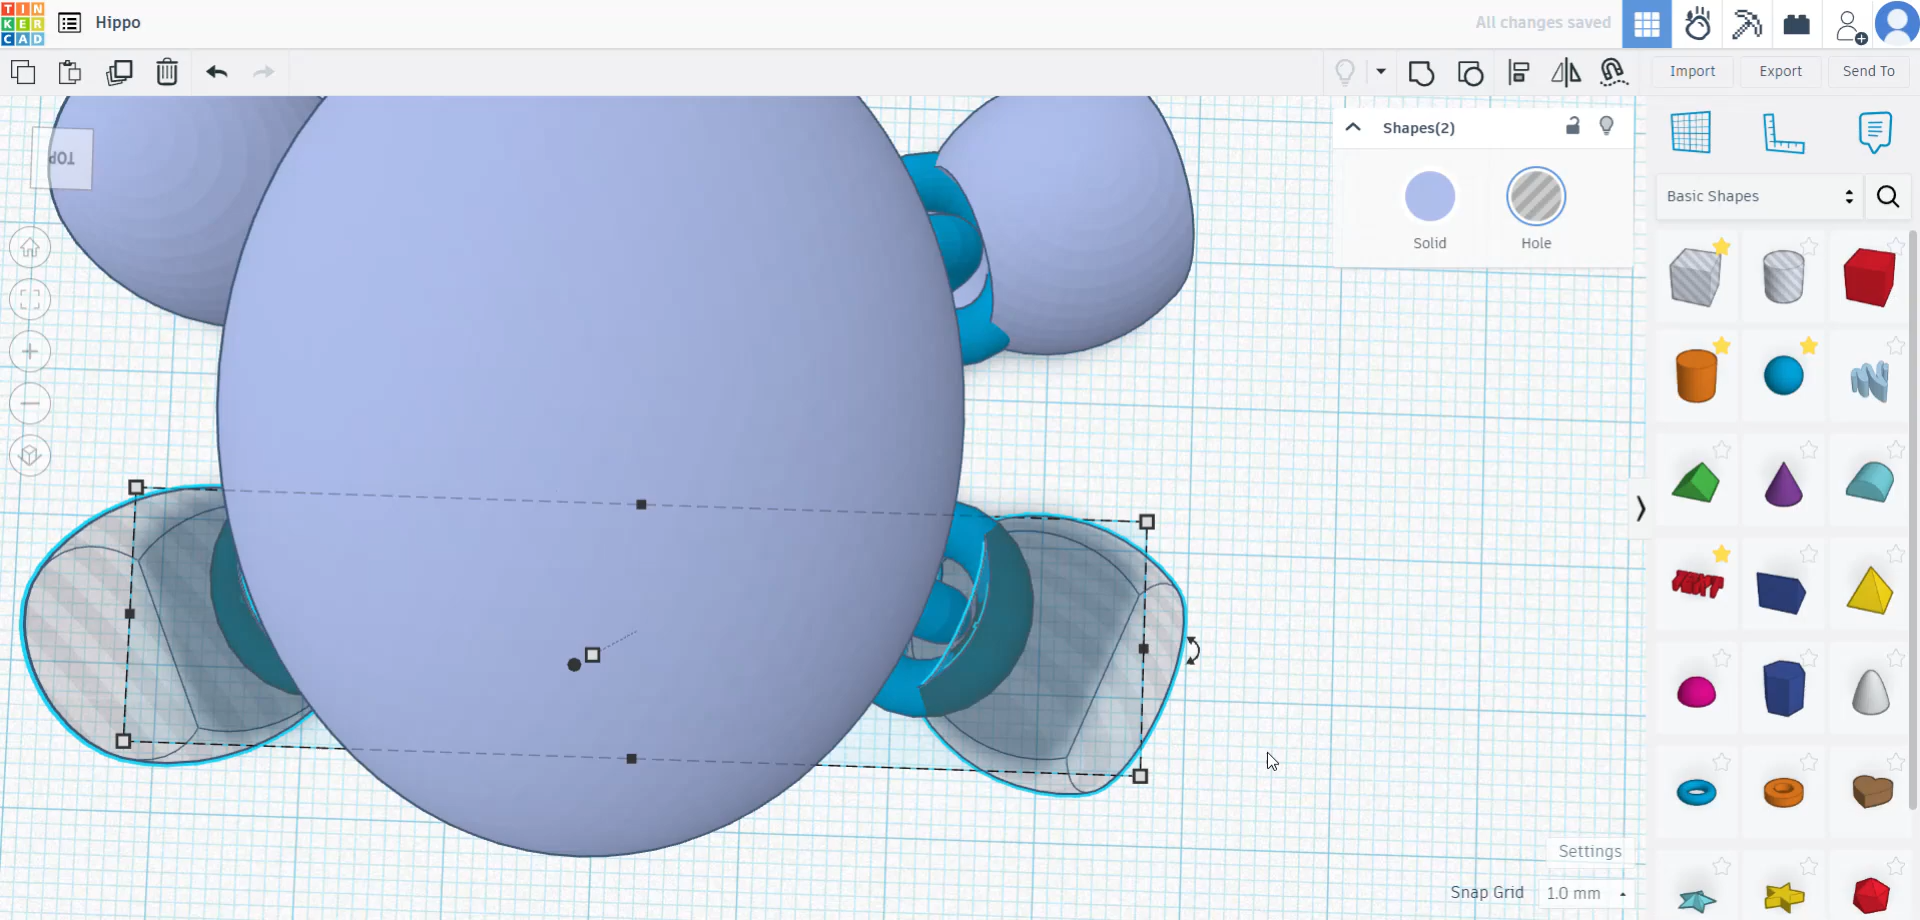 TIN
KER
CAD
Hippo
All changes saved
Import
Export
Send To
TOP
Shapes(2)
Solid
Hole
Basic Shapes
TEXT
Settings
Snap Grid
1.0 mm